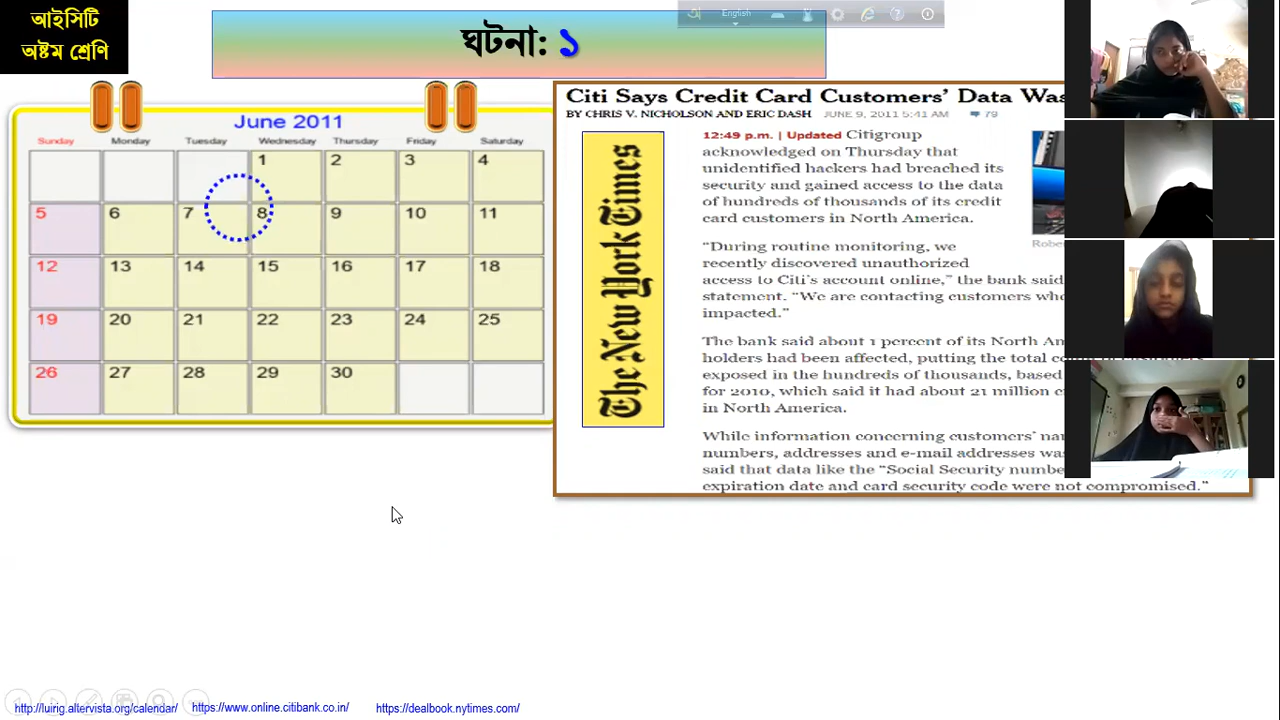 আইসিটি
অষ্টম শ্রেণি
English
ঘটনা: ১
June 2011
Sunday Monday Tuesday Wednesday Thursday Friday Saturday
1 2 3 4
5 6 7 8 9 10 11
12 13 14 15 16 17 18
19 20 21 22 23 24 25
26 27 28 29 30
Citi Says Credit Card Customers’ Data Was
BY CHRIS V. NICHOLSON AND ERIC DASH JUNE 9, 2011 5:41 AM 79
The New York Times
12:49 p.m. | Updated Citigroup
acknowledged on Thursday that
unidentified hackers had breached its
security and gained access to the data
of hundreds of thousands of its credit
card customers in North America.
“During routine monitoring, we
recently discovered unauthorized
access to Citi’s account online,” the bank said
statement. “We are contacting customers who
impacted.”
The bank said about 1 percent of its North Am
holders had been affected, putting the total
exposed in the hundreds of thousands, based
for 2010, which said it had about 21 million
in North America.
While information concerning customers’
numbers, addresses and e-mail addresses
said that data like the “Social Security
expiration date and card security code were not compromised.”
Rober
http://luirig.altervista.org/calendar/ https://www.online.citibank.co.in/ https://dealbook.nytimes.com/